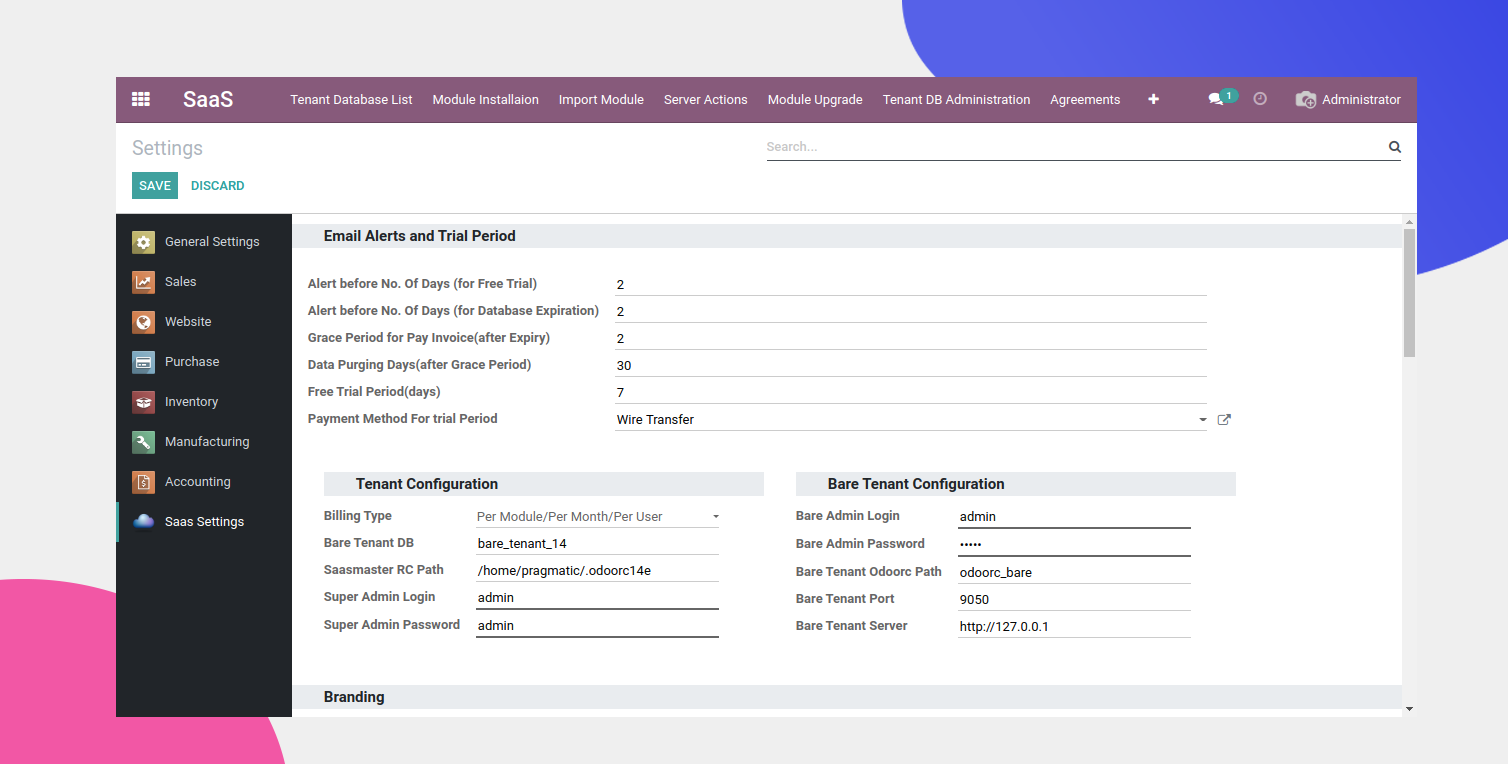 SaaS Tenant Database List Module Installaion Import Module Server Actions Module Upgrade Tenant DB Administration Agreements 1 Administrator
Settings
Search...
SAVE DISCARD
General Settings
Sales
Website
Purchase
Inventory
Manufacturing
Accounting
Saas Settings
Email Alerts and Trial Period
Alert before No. Of Days (for Free Trial) 2
Alert before No. Of Days (for Database Expiration) 2
Grace Period for Pay Invoice(after Expiry) 2
Data Purging Days(after Grace Period) 30
Free Trial Period(days) 7
Payment Method For trial Period Wire Transfer
Tenant Configuration
Billing Type Per Module/Per Month/Per User
Bare Tenant DB bare_tenant_14
Saasmaster RC Path /home/pragmatic/.odoorc14e
Super Admin Login admin
Super Admin Password admin
Bare Tenant Configuration
Bare Admin Login admin
Bare Admin Password •••••
Bare Tenant Odoorc Path odoorc_bare
Bare Tenant Port 9050
Bare Tenant Server http://127.0.0.1
Branding